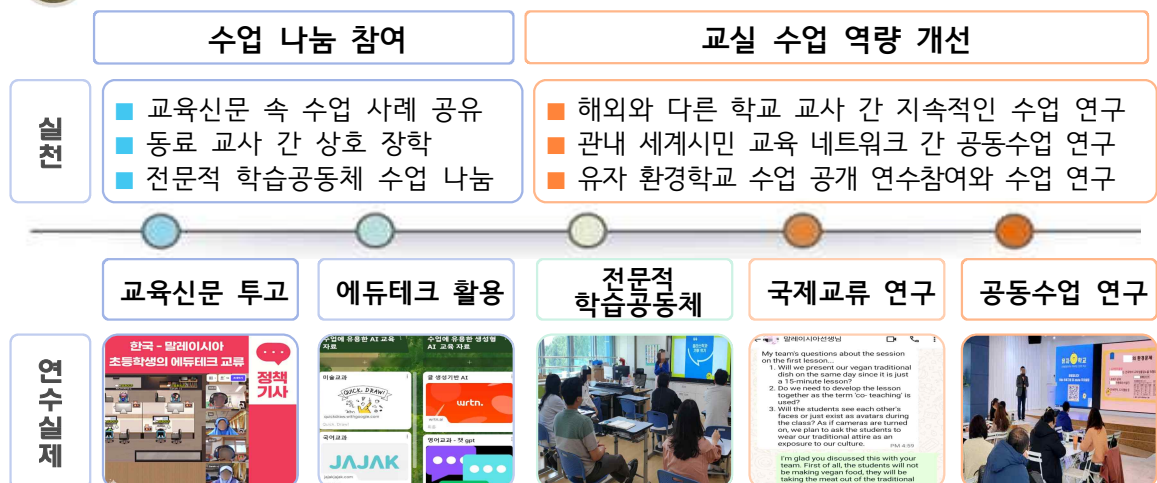 수업 나눔 참여
교실 수업 역량 개선
실천
■ 교육신문 속 수업 사례 공유
■ 동료 교사 간 상호 장학
■ 전문적 학습공동체 수업 나눔
■ 해외와 다른 학교 교사 간 지속적인 수업 연구
■ 관내 세계시민 교육 네트워크 간 공동수업 연구
■ 유자 환경학교 수업 공개 연수참여와 수업 연구
교육신문 투고
에듀테크 활용
전문적
학습공동체
국제교류 연구
공동수업 연구
연수실제
한국 - 말레이시아
초등학생의 에듀테크 교류
정책
기사
수업에 유용한 AI 교육
자료
수업에 유용한 생성형
AI 교육 자료
미술교과
QUICK, DRAW!
국어교과
JAJAK
글 생성기반 AI
wrtn.
영어교과 - 챗 gpt
말레이시아선생님
My team's questions about the session
on the first lesson...
1. Will we present our vegan traditional
dish on the same day since it is just
a 15-minute lesson?
2. Do we need to develop the lesson
together as the term 'co- teaching' is
used?
3. Will the students see each other's
faces or just exist as avatars during
the class? As if cameras are turned
on, we plan to ask the students to
wear our traditional attire as an
exposure to our culture.
PM 4:59
I'm glad you discussed this with your
team. First of all, the students will not
be making vegan food, they will be
taking the meat out of the traditional